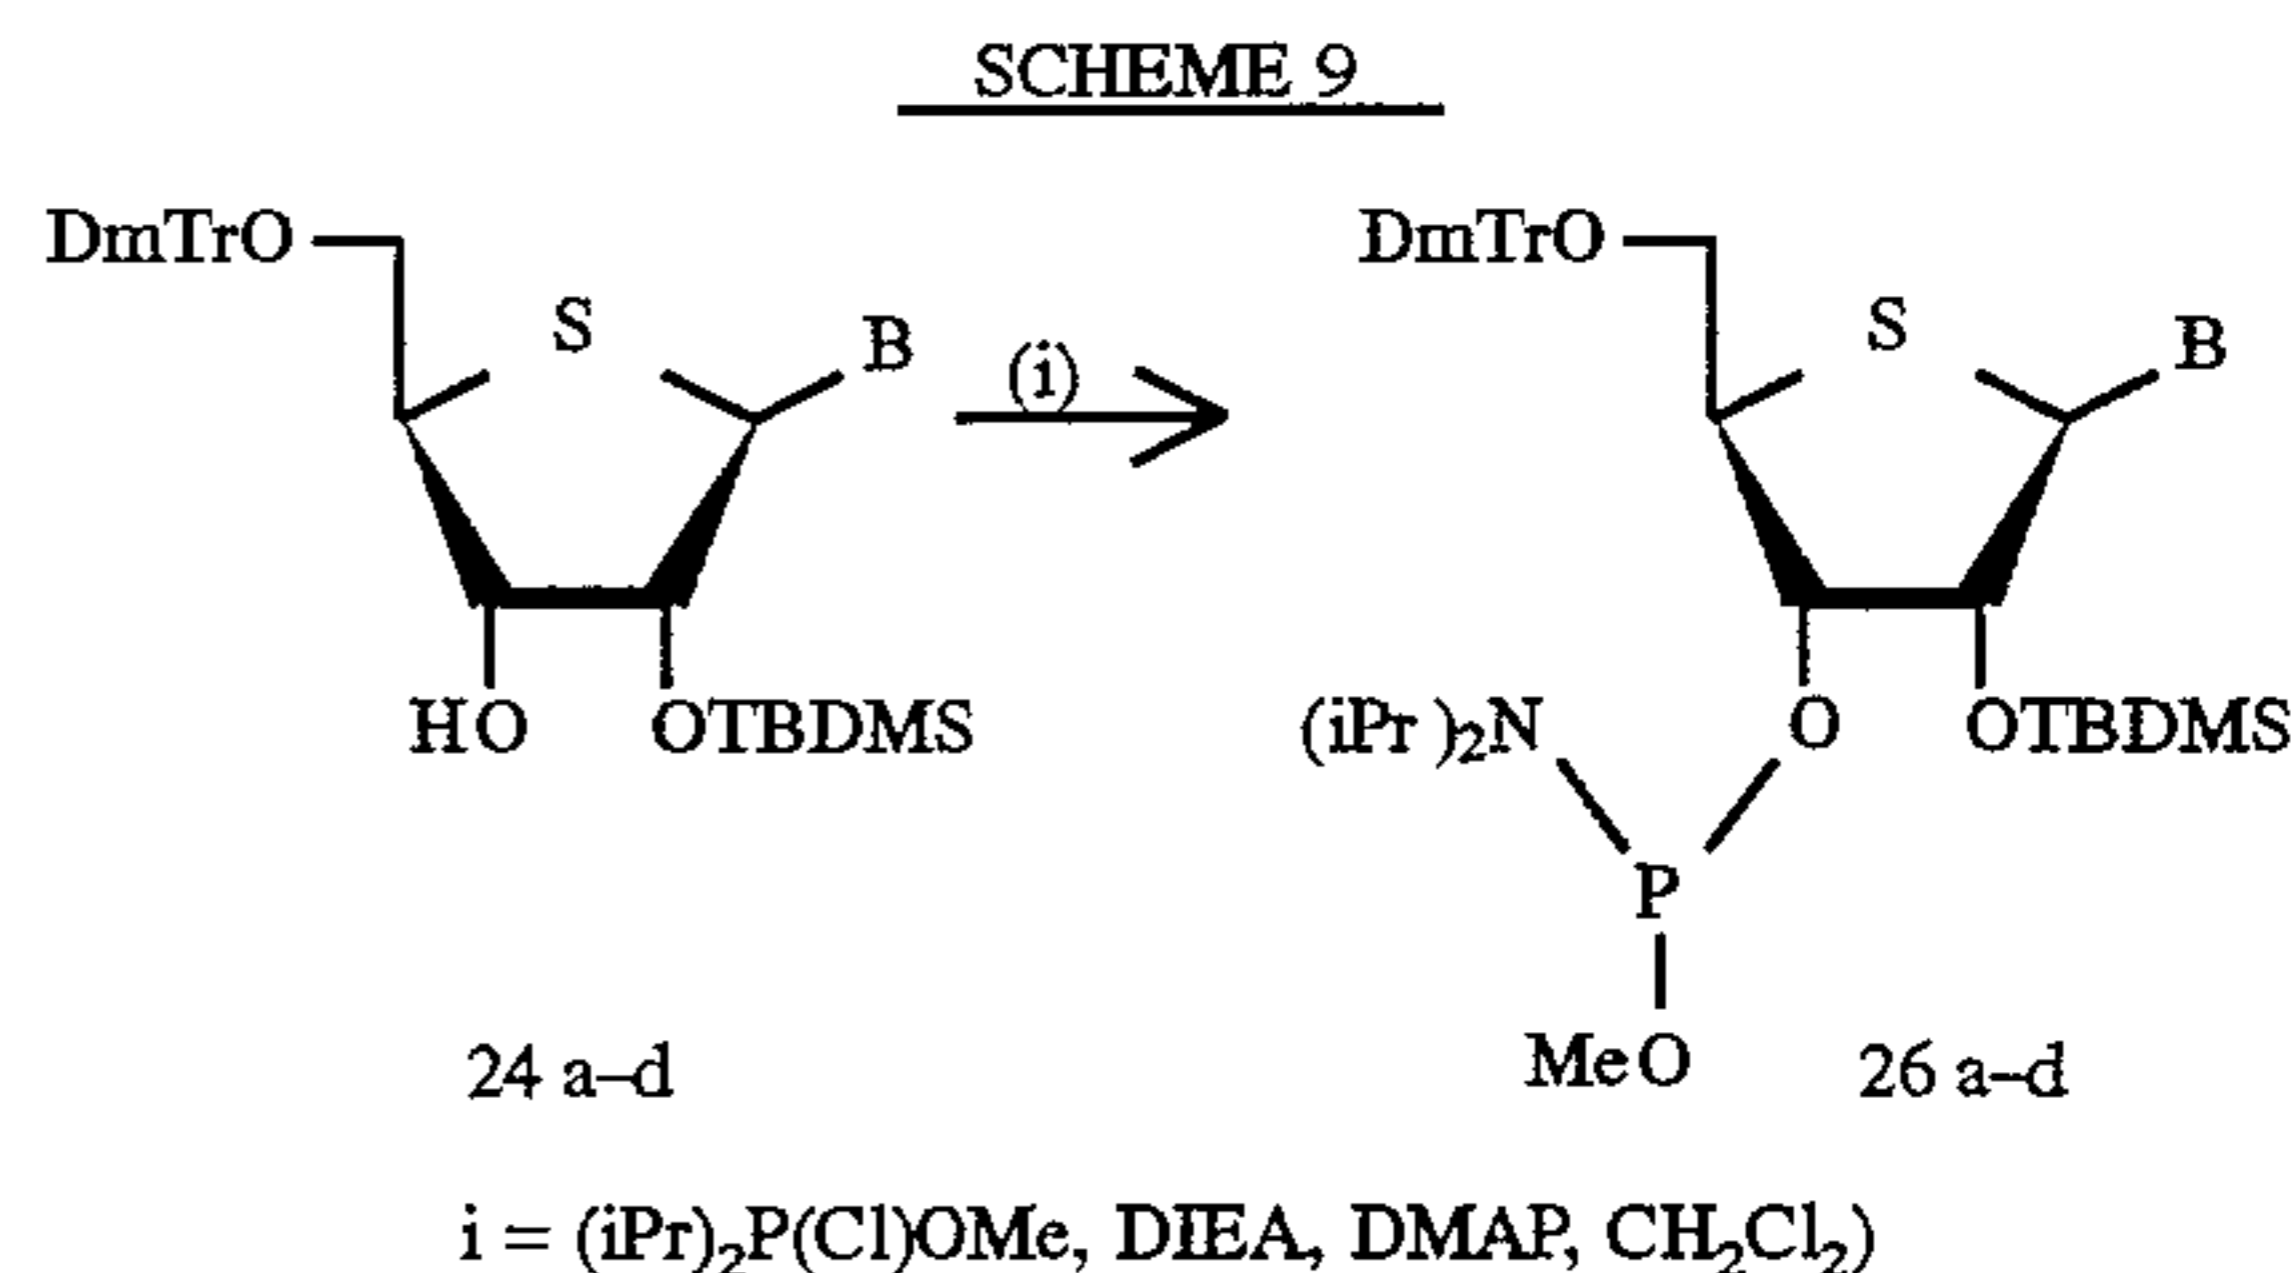 SCHEME 9
DmTrO
S
B
HO
OTBDMS
(i)
DmTrO
S
B
(iPr )₂N
O
OTBDMS
P
MeO
24 a–d
26 a–d
i = (iPr)₂P(Cl)OMe, DIEA, DMAP, CH₂Cl₂)